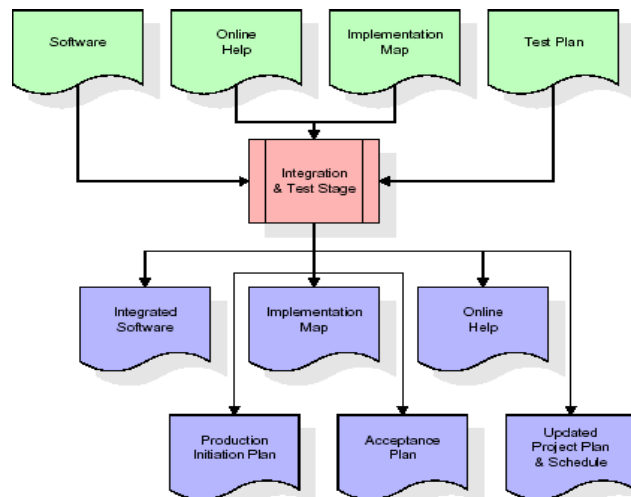 Software
Online
Help
Implementation
Map
Test Plan
Integration
& Test Stage
Integrated
Software
Implementation
Map
Online
Help
Production
Initiation Plan
Acceptance
Plan
Updated
Project Plan
& Schedule